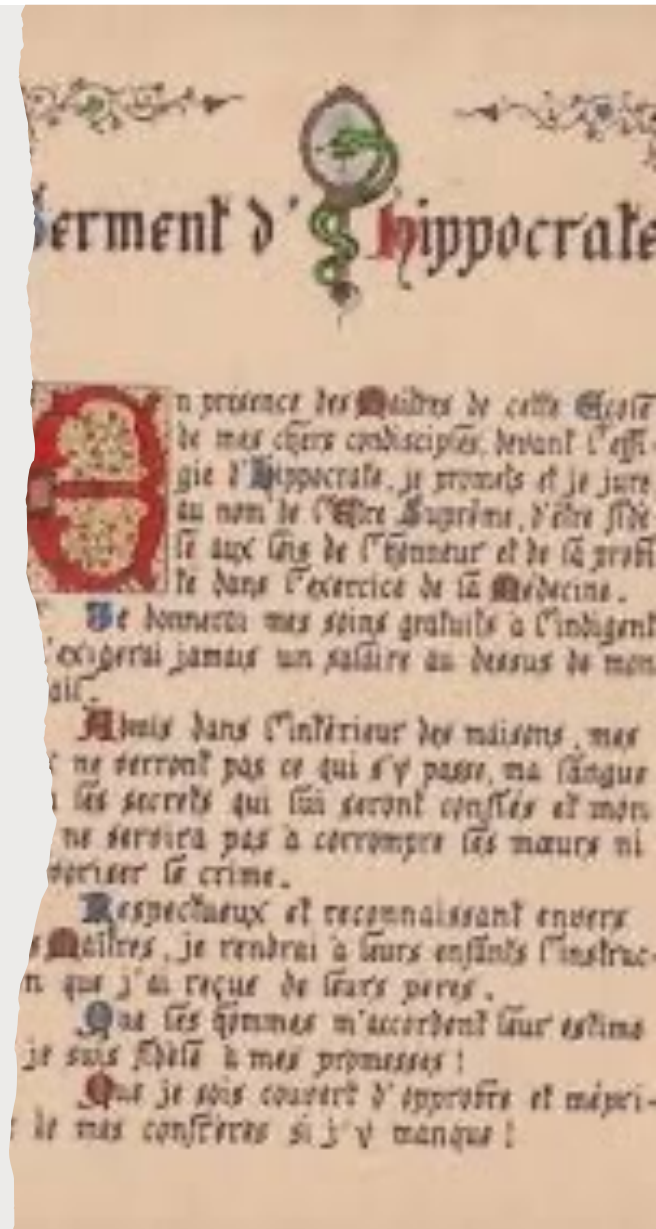 Serment d'hippocrate
En présence des Maîtres de cette École
de mes chers condisciples, devant l'effi-
gie d'Hippocrate, je promets et je jure,
au nom de l'Être Suprême, d'être fidè-
le aux lois de l'honneur et de la probi
té dans l'exercice de la Médecine.
Je donnerai mes soins gratuits à l'indigent
'exigerai jamais un salaire au dessus de mon
ail.
Admis dans l'intérieur des maisons, mes
ne verront pas ce qui s'y passe, ma langue
les secrets qui lui seront confiés et mon
ne servira pas à corrompre les mœurs ni
voriser le crime.
Respectueux et reconnaissant envers
s Maîtres, je rendrai à leurs enfants l'instruc-
n que j'ai reçue de leurs pères.
Que les hommes m'accordent leur estime
je suis fidèle à mes promesses !
Que je sois couvert d'opprobre et mépri-
de mes confrères si j'y manque !